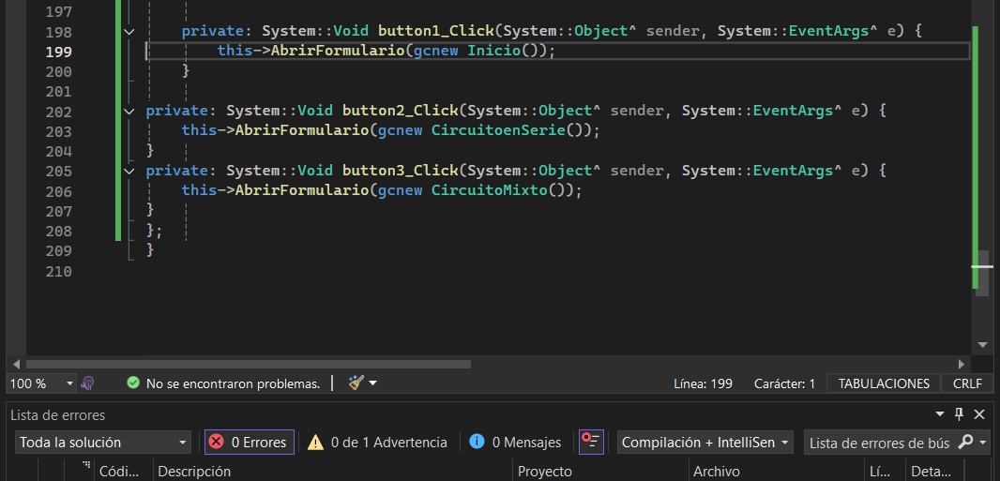 197
198 private: System::Void button1_Click(System::Object^ sender, System::EventArgs^ e) {
199 this->AbrirFormulario(gcnew Inicio());
200 }
201
202 private: System::Void button2_Click(System::Object^ sender, System::EventArgs^ e) {
203 this->AbrirFormulario(gcnew CircuitoenSerie());
204 }
205 private: System::Void button3_Click(System::Object^ sender, System::EventArgs^ e) {
206 this->AbrirFormulario(gcnew CircuitoMixto());
207 }
208 };
209 }
210
100 % No se encontraron problemas. Línea: 199 Carácter: 1 TABULACIONES CRLF
Lista de errores
Toda la solución 0 Errores 0 de 1 Advertencia 0 Mensajes Compilación + IntelliSen Lista de errores de bús
Códi... Descripción Proyecto Archivo Lí... Deta...